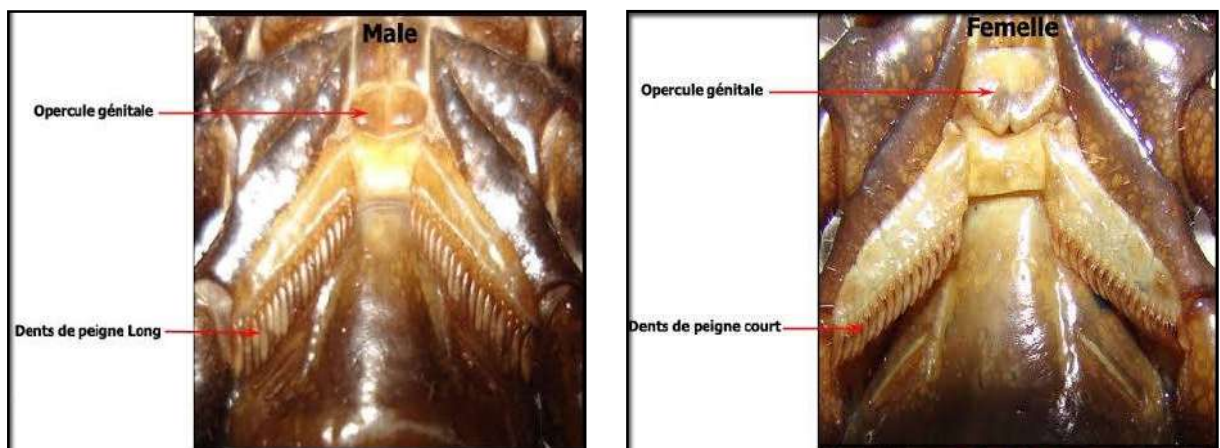 Male
Opercule génitale
Dents de peigne Long
Femelle
Opercule génitale
Dents de peigne court